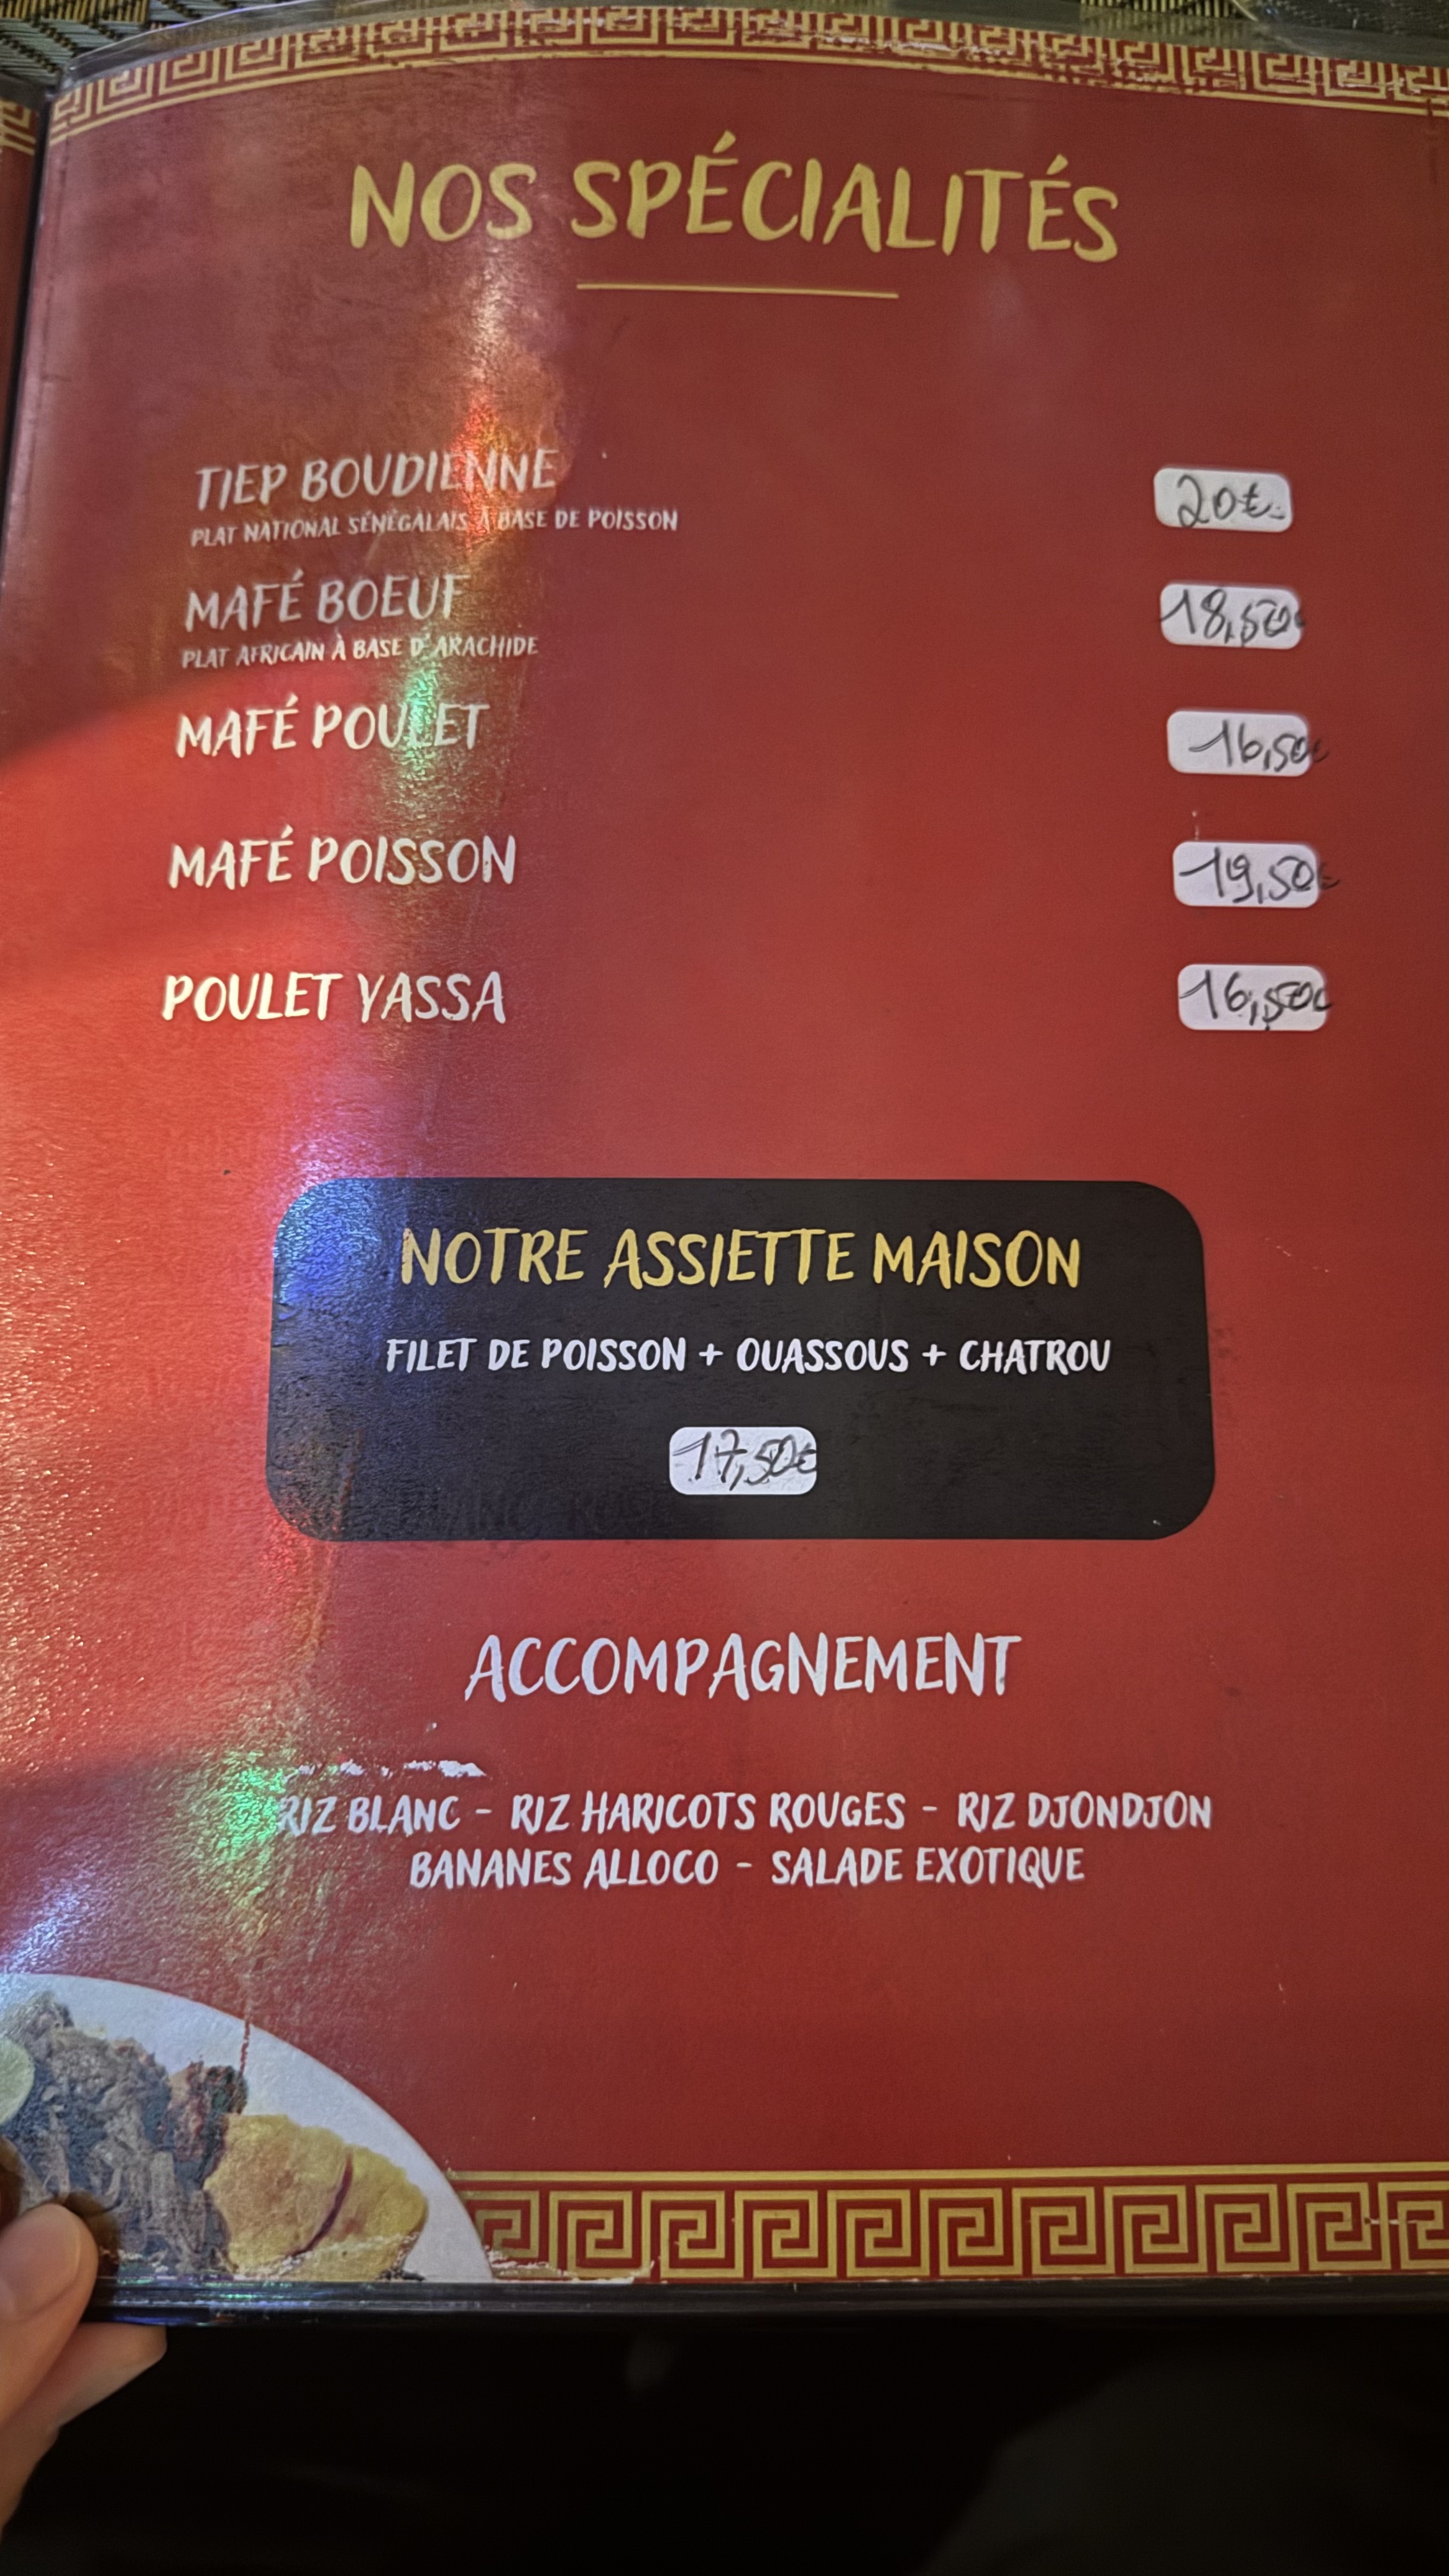 NOS SPÉCIALITÉS
TIEP BOUDIENNE 20€
PLAT NATIONAL SÉNÉGALAIS À BASE DE POISSON
MAFÉ BOEUF 18,50€
PLAT AFRICAIN À BASE D'ARACHIDE
MAFÉ POULET 16,50€
MAFÉ POISSON 19,50€
POULET YASSA 16,50€
NOTRE ASSIETTE MAISON
FILET DE POISSON + OUASSOUS + CHATROU
17,50€
ACCOMPAGNEMENT
RIZ BLANC - RIZ HARICOTS ROUGES - RIZ DJONDJON
BANANES ALLOCO - SALADE EXOTIQUE